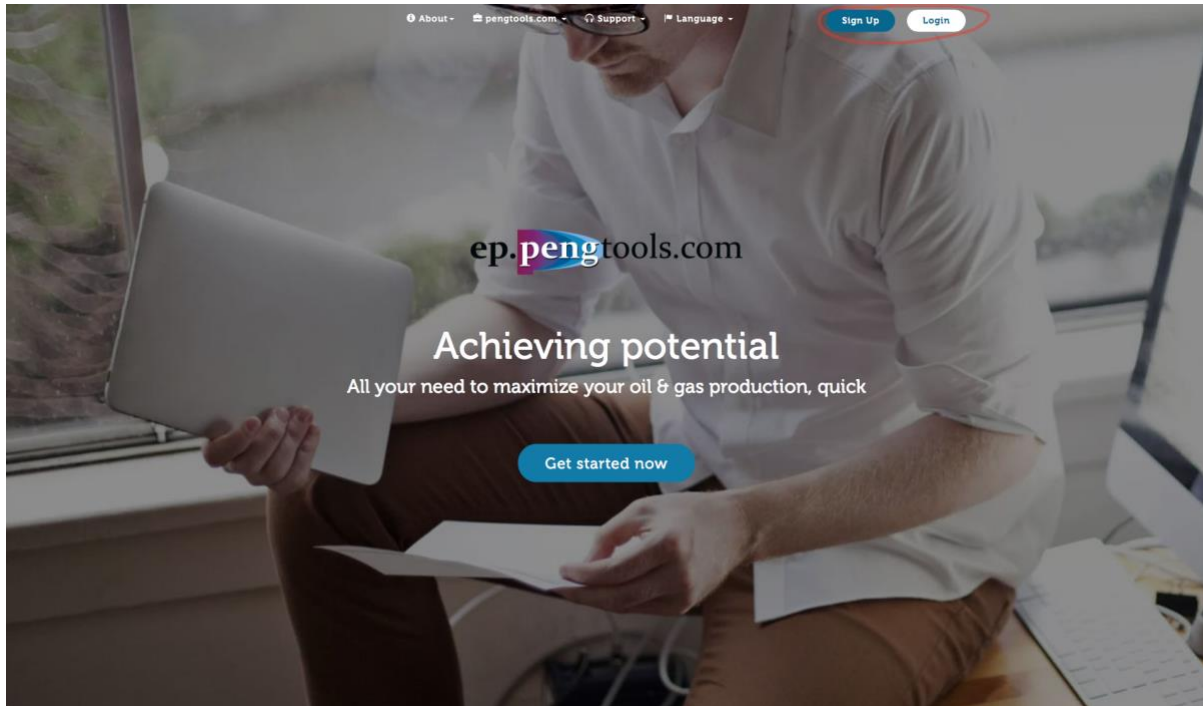 About
pengtools.com
Support
Language
Sign Up
Login
ep.pengtools.com
Achieving potential
All your need to maximize your oil & gas production, quick
Get started now